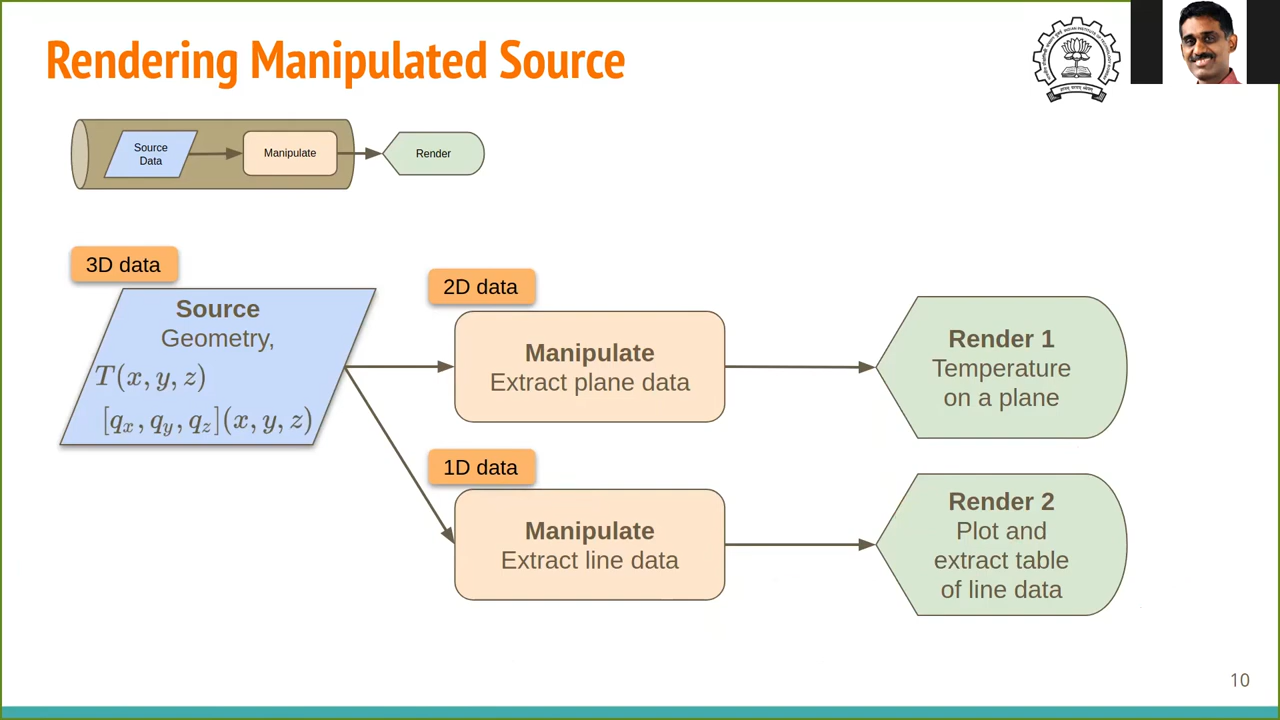 Rendering Manipulated Source
Source
Data
Manipulate
Render
3D data
Source
Geometry,
T(x, y, z)
[q_x, q_y, q_z](x, y, z)
2D data
Manipulate
Extract plane data
Render 1
Temperature
on a plane
1D data
Manipulate
Extract line data
Render 2
Plot and
extract table
of line data
10